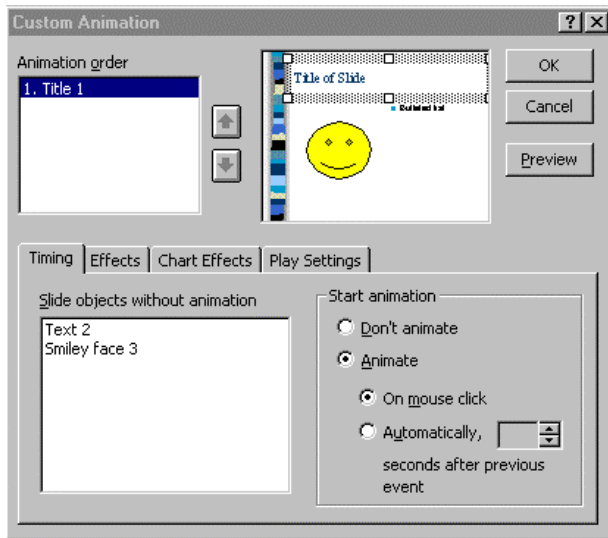 Custom Animation
Animation order
1. Title 1
Title of Slide
Bulleted list
OK
Cancel
Preview
Timing
Effects
Chart Effects
Play Settings
Slide objects without animation
Text 2
Smiley face 3
Start animation
Don't animate
Animate
On mouse click
Automatically,
seconds after previous
event